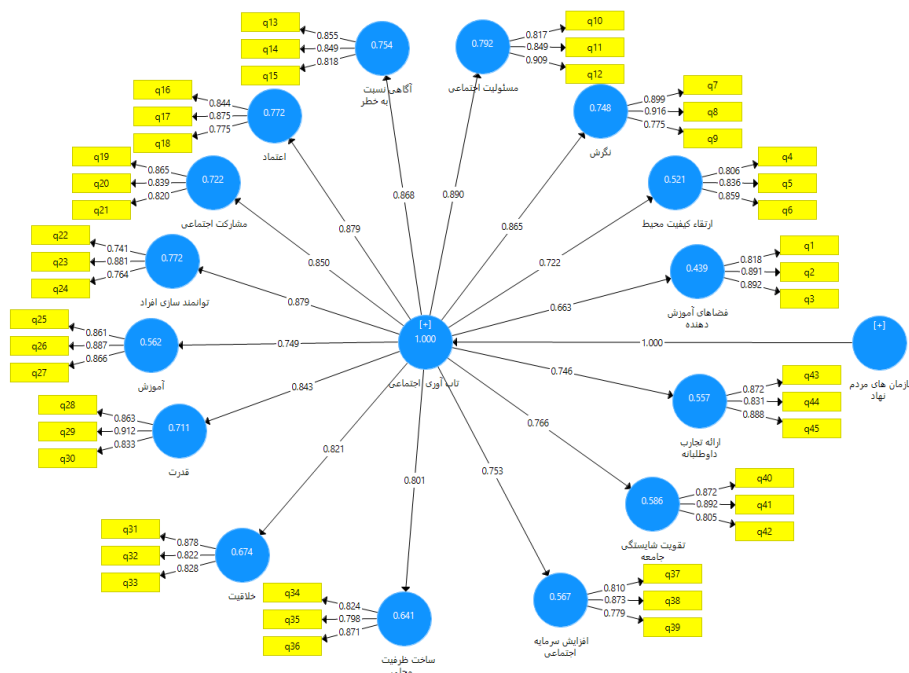 q13
q14
q15
0.855
0.849
0.818
0.754
آگاهی نسبت
به خطر
q10
q11
q12
0.817
0.849
0.909
0.792
مسئولیت اجتماعی
q16
q17
q18
0.844
0.875
0.775
0.772
اعتماد
q7
q8
q9
0.899
0.916
0.775
0.748
نگرش
q19
q20
q21
0.865
0.839
0.820
0.722
مشارکت اجتماعی
q4
q5
q6
0.806
0.836
0.859
0.521
ارتقاء کیفیت محیط
q22
q23
q24
0.741
0.881
0.764
0.772
توانمند سازی افراد
q1
q2
q3
0.818
0.891
0.892
0.439
فضاهای آموزش
دهنده
q25
q26
q27
0.861
0.887
0.866
0.562
آموزش
0.868
0.890
0.879
0.865
0.850
0.722
0.879
0.663
0.749
[+]
1.000
تاب آوری اجتماعی
1.000
[+]
سازمان های مردم
نهاد
0.843
0.746
0.821
0.766
0.801
0.753
q28
q29
q30
0.863
0.912
0.833
0.711
قدرت
q43
q44
q45
0.872
0.831
0.888
0.557
ارائه تجارب
داوطلبانه
q31
q32
q33
0.878
0.822
0.828
0.674
خلاقیت
q40
q41
q42
0.872
0.892
0.805
0.586
تقویت شایستگی
جامعه
q34
q35
q36
0.824
0.798
0.871
0.641
ساخت ظرفیت
q37
q38
q39
0.810
0.873
0.779
0.567
افزایش سرمایه
اجتماعی